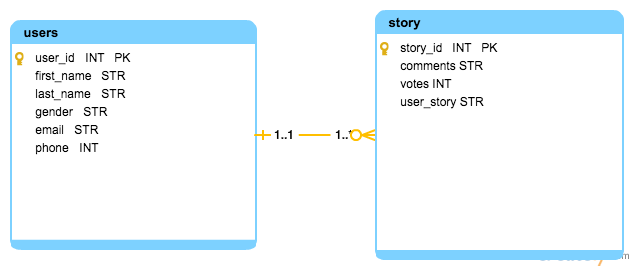 users
user_id INT PK
first_name STR
last_name STR
gender STR
email STR
phone INT
1..1
1..*
story
story_id INT PK
comments STR
votes INT
user_story STR